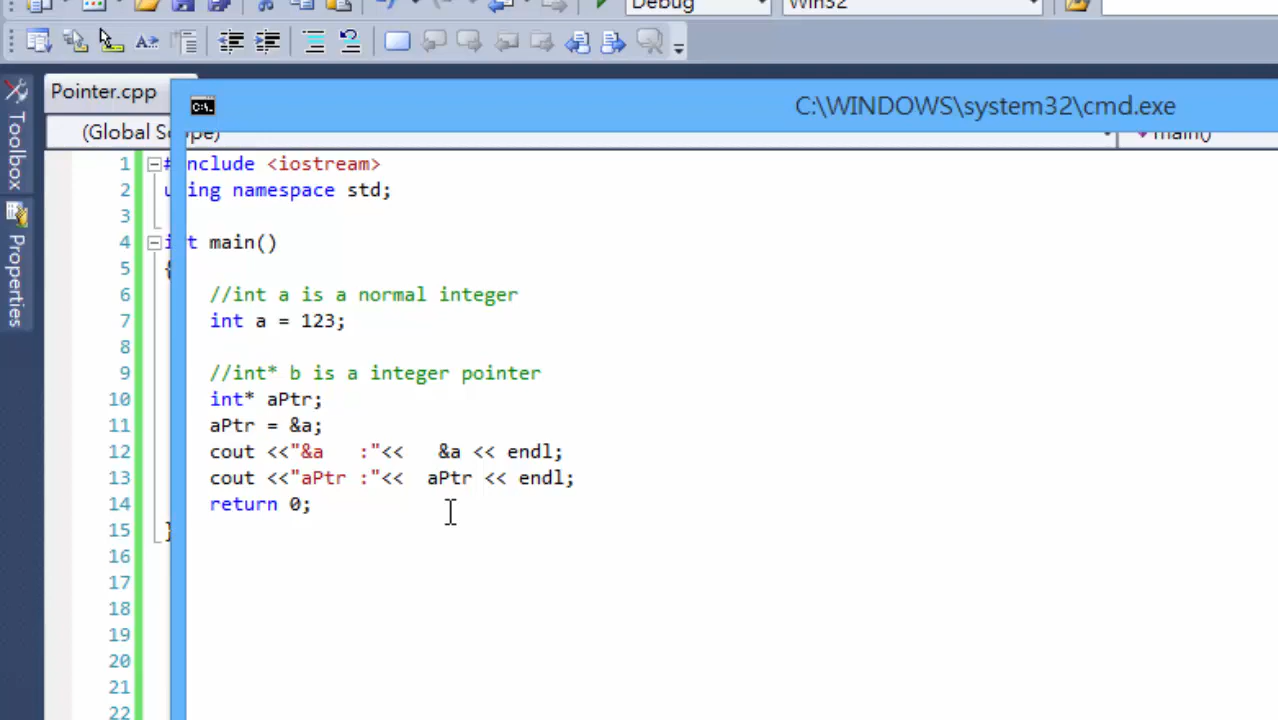 Debug Win32
Pointer.cpp
C:\WINDOWS\system32\cmd.exe
(Global Scope) main()
Toolbox
Properties
1 #include <iostream>
2 using namespace std;
3
4 int main()
5 {
6 //int a is a normal integer
7 int a = 123;
8
9 //int* b is a integer pointer
10 int* aPtr;
11 aPtr = &a;
12 cout <<"&a   :"<<   &a << endl;
13 cout <<"aPtr :"<<  aPtr << endl;
14 return 0;
15 }
16
17
18
19
20
21
22